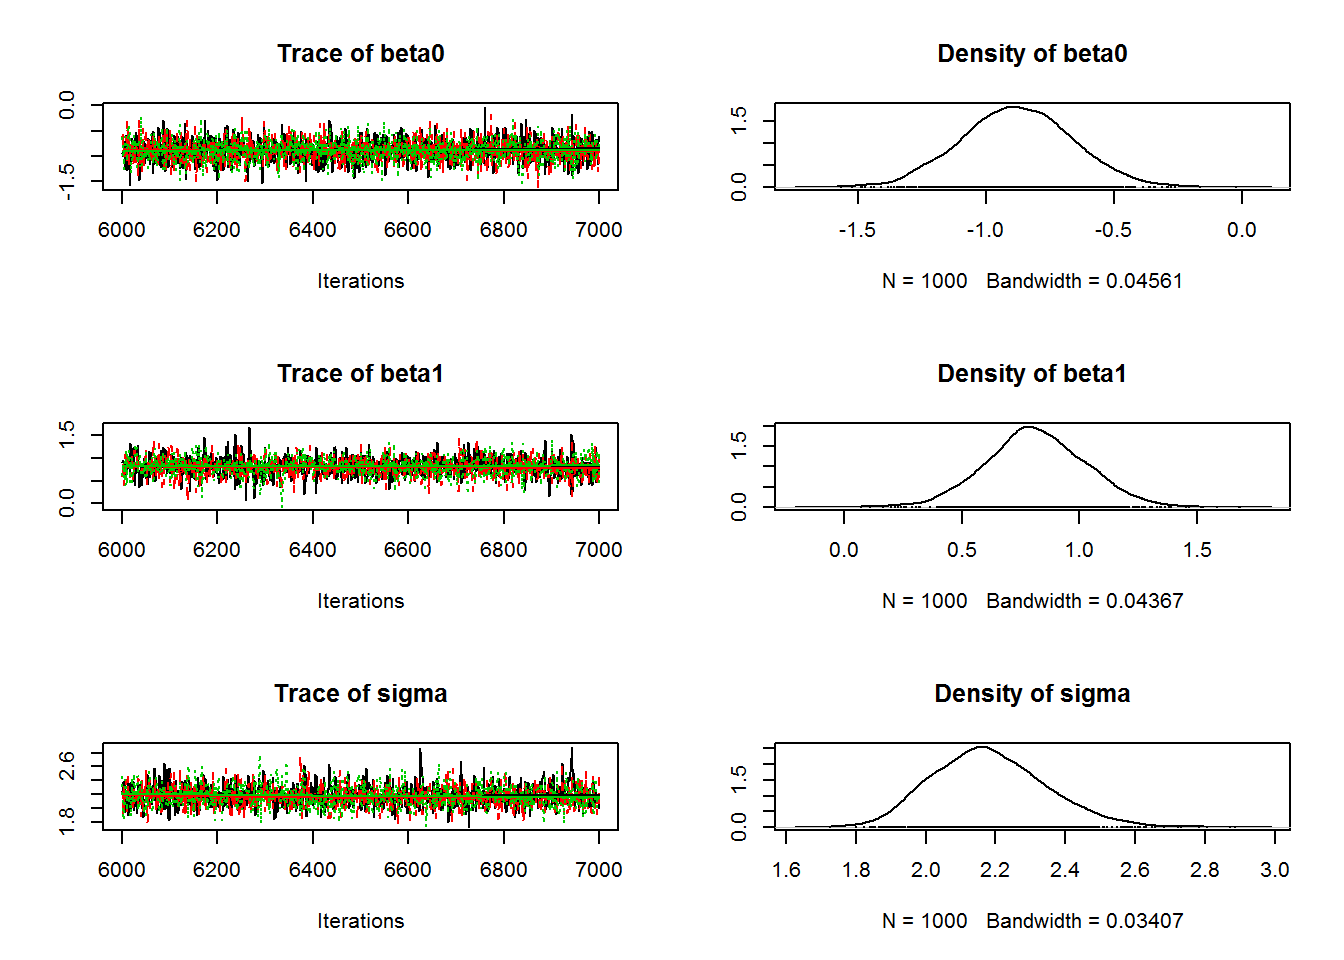 Trace of beta0
0.0
-1.5
6000 6200 6400 6600 6800 7000
Iterations
Density of beta0
1.5
0.0
-1.5 -1.0 -0.5 0.0
N = 1000 Bandwidth = 0.04561
Trace of beta1
1.5
0.0
6000 6200 6400 6600 6800 7000
Iterations
Density of beta1
1.5
0.0
0.0 0.5 1.0 1.5
N = 1000 Bandwidth = 0.04367
Trace of sigma
2.6
1.8
6000 6200 6400 6600 6800 7000
Iterations
Density of sigma
1.5
0.0
1.6 1.8 2.0 2.2 2.4 2.6 2.8 3.0
N = 1000 Bandwidth = 0.03407